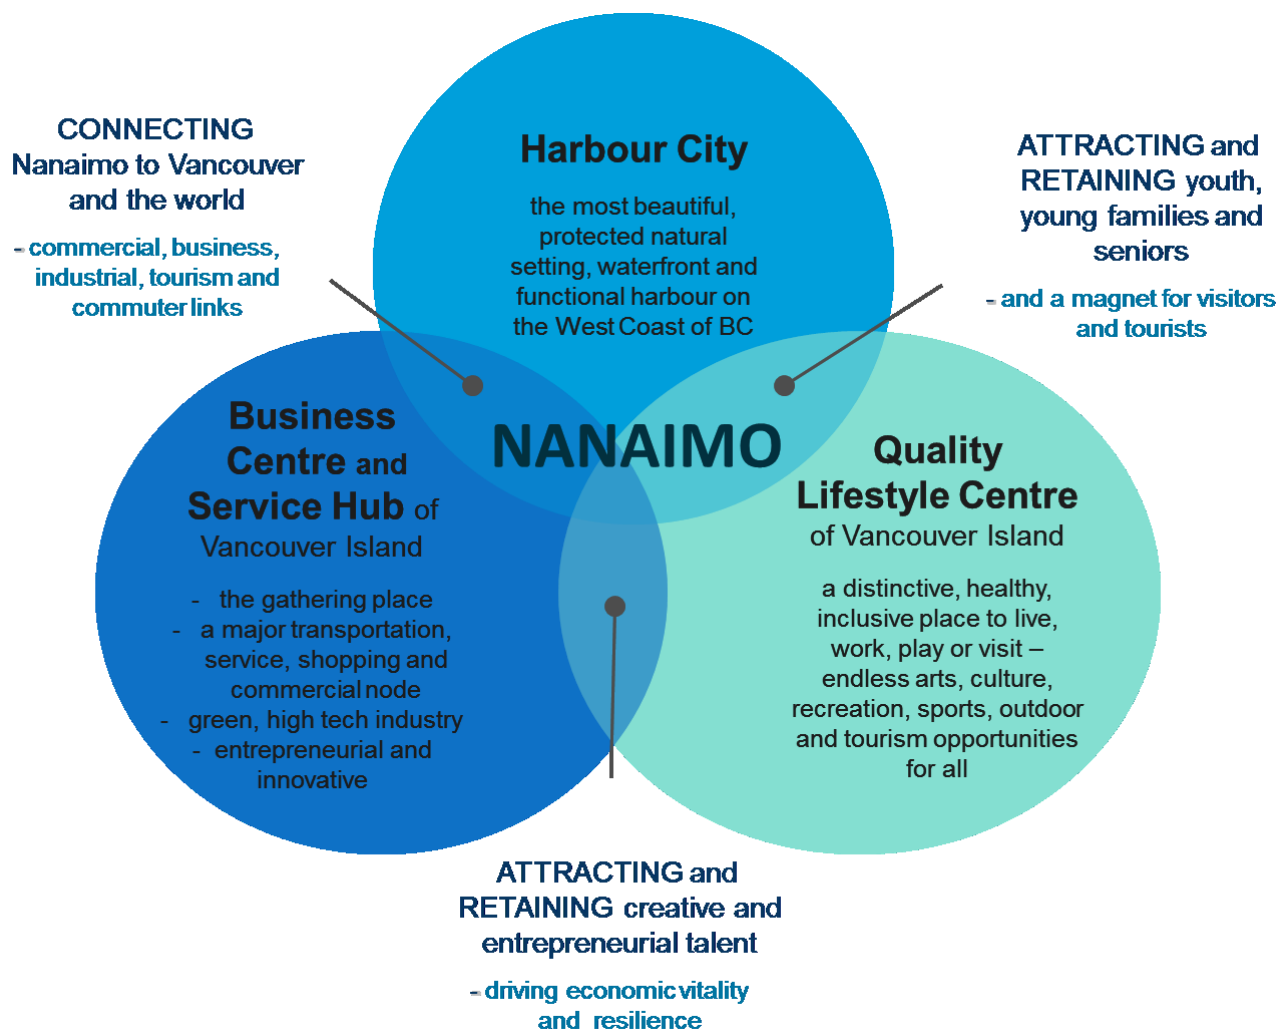 Harbour City
the most beautiful,
protected natural
setting, waterfront and
functional harbour on
the West Coast of BC
CONNECTING
Nanaimo to Vancouver
and the world
- commercial, business,
industrial, tourism and
commuter links
ATTRACTING and
RETAINING youth,
young families and
seniors
- and a magnet for visitors
and tourists
NANAIMO
Business
Centre and
Service Hub of
Vancouver Island
- the gathering place
- a major transportation,
service, shopping and
commercial node
- green, high tech industry
- entrepreneurial and
innovative
Quality
Lifestyle Centre
of Vancouver Island
a distinctive, healthy,
inclusive place to live,
work, play or visit –
endless arts, culture,
recreation, sports, outdoor
and tourism opportunities
for all
ATTRACTING and
RETAINING creative and
entrepreneurial talent
- driving economic vitality
and resilience